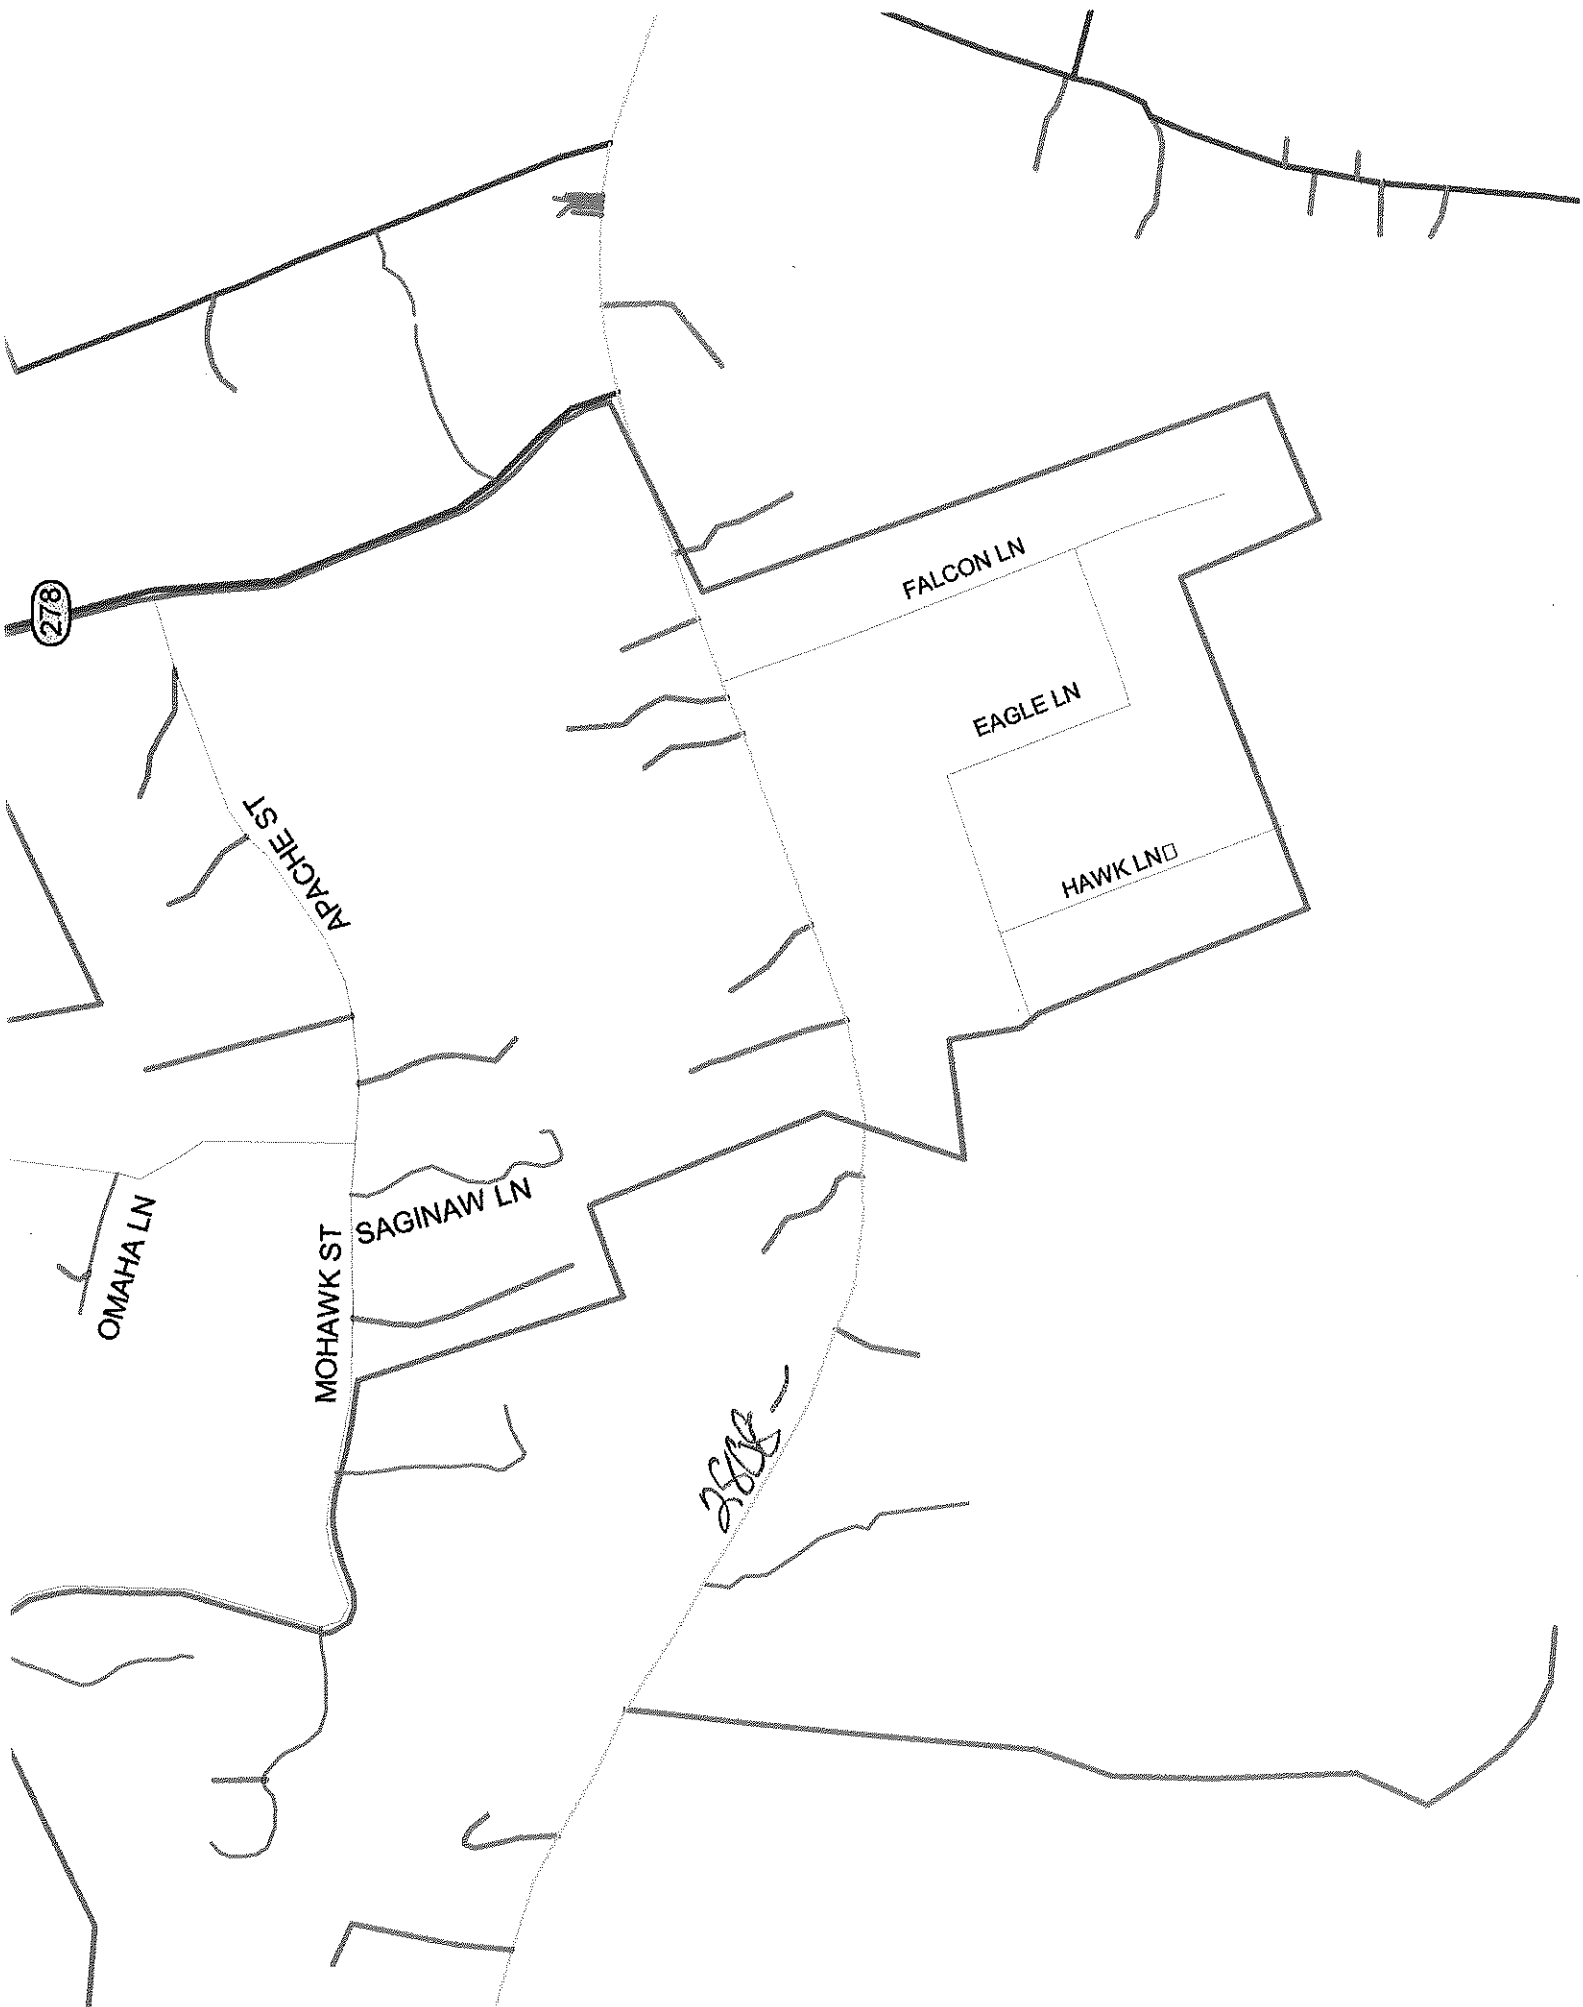 278
FALCON LN
EAGLE LN
HAWK LN
APACHE ST
SAGINAW LN
OMAHA LN
MOHAWK ST